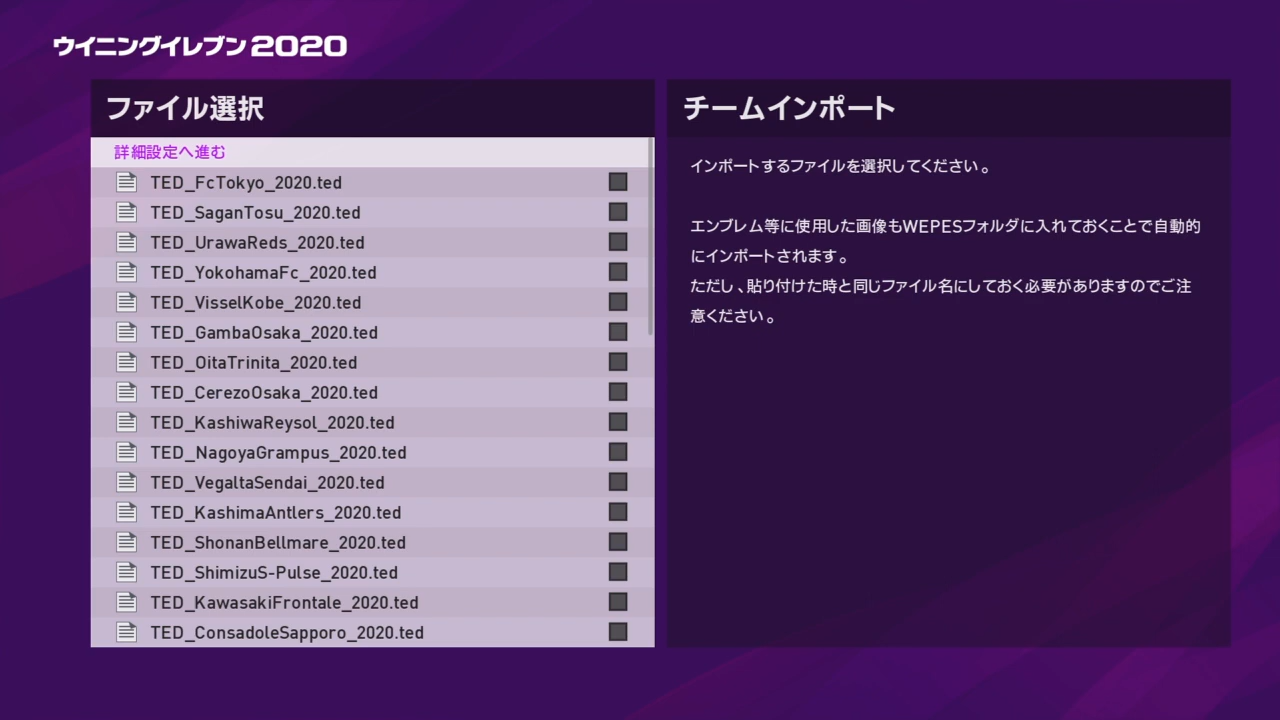 ウイニングイレブン2020
ファイル選択
詳細設定へ進む
TED_FcTokyo_2020.ted
TED_SaganTosu_2020.ted
TED_UrawaReds_2020.ted
TED_YokohamaFc_2020.ted
TED_VisselKobe_2020.ted
TED_GambaOsaka_2020.ted
TED_OitaTrinita_2020.ted
TED_CerezoOsaka_2020.ted
TED_KashiwaReysol_2020.ted
TED_NagoyaGrampus_2020.ted
TED_VegaltaSendai_2020.ted
TED_KashimaAntlers_2020.ted
TED_ShonanBellmare_2020.ted
TED_ShimizuS-Pulse_2020.ted
TED_KawasakiFrontale_2020.ted
TED_ConsadoleSapporo_2020.ted
チームインポート
インポートするファイルを選択してください。
エンブレム等に使用した画像もWEPESフォルダに入れておくことで自動的
にインポートされます。
ただし、貼り付けた時と同じファイル名にしておく必要がありますのでご注
意ください。